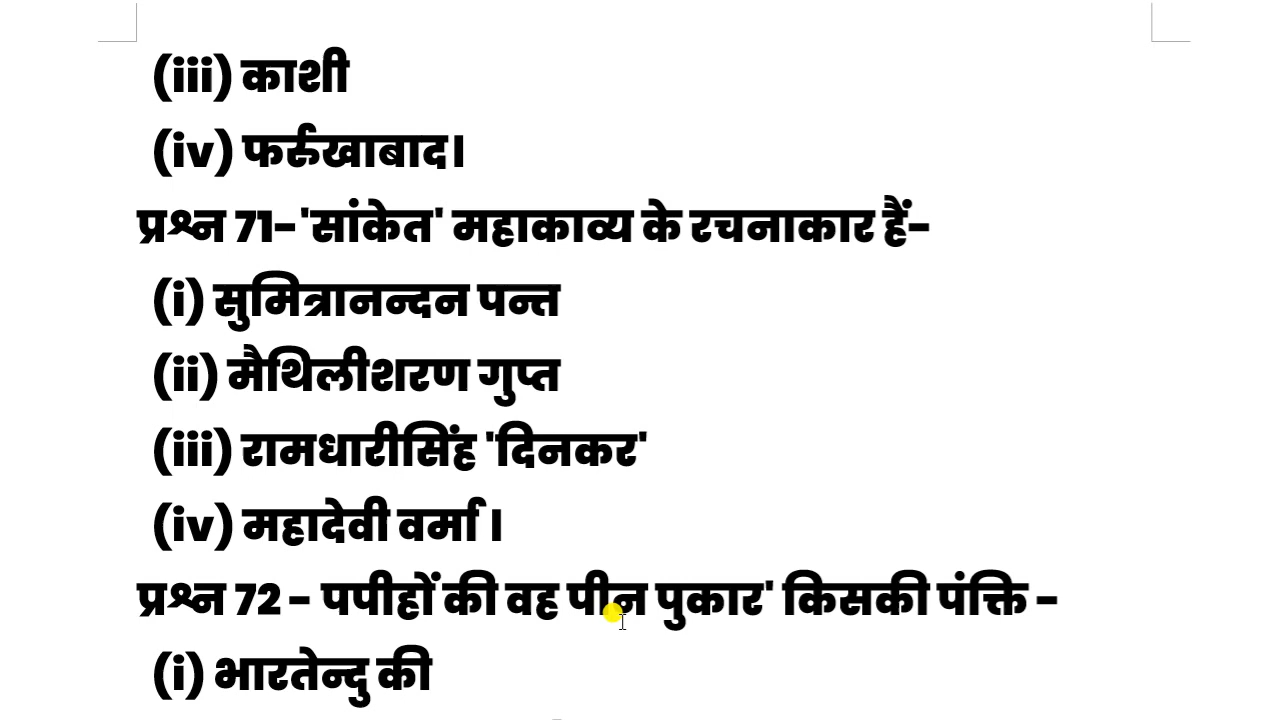 (iii) काशी
(iv) फर्रुखाबाद।
प्रश्न 71-'सांकेत' महाकाव्य के रचनाकार हैं-
(i) सुमित्रानन्दन पन्त
(ii) मैथिलीशरण गुप्त
(iii) रामधारीसिंह 'दिनकर'
(iv) महादेवी वर्मा ।
प्रश्न 72 - पपीहों की वह पीन पुकार' किसकी पंक्ति -
(i) भारतेन्दु की